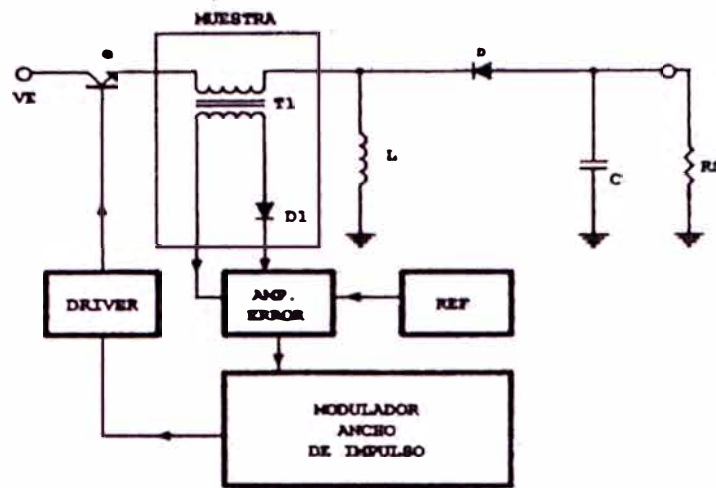 MUESTRA
Q
D
VE
T1
L
C
D1
DRIVER
AMP.
ERROR
REF
MODULADOR
ANCHO
DE IMPULSO